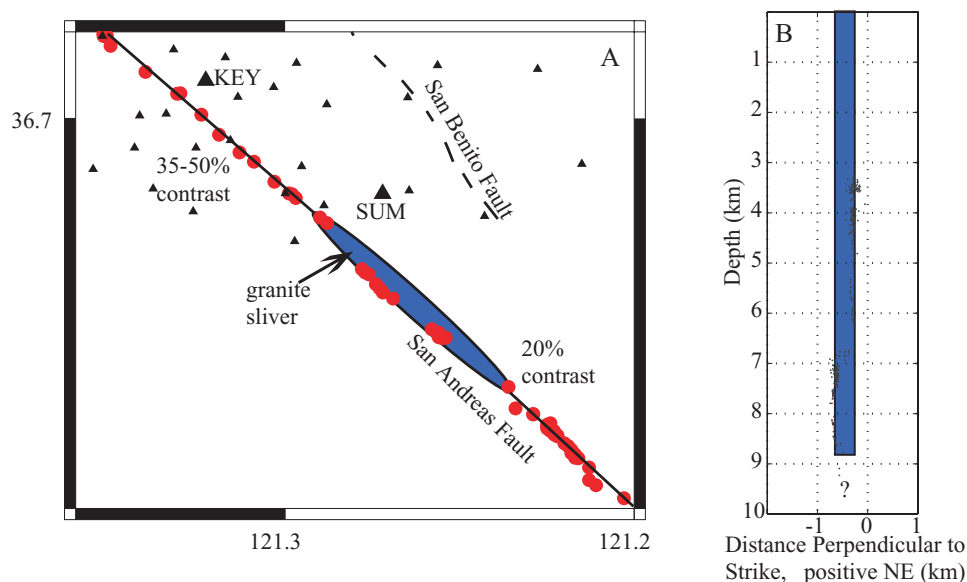 A
KEY
36.7
San Benito Fault
35-50%
contrast
SUM
granite
sliver
San Andreas Fault
20%
contrast
121.3
121.2
B
1
2
3
4
5
6
7
8
9
10
Depth (km)
?
-1
0
1
Distance Perpendicular to
Strike, positive NE (km)